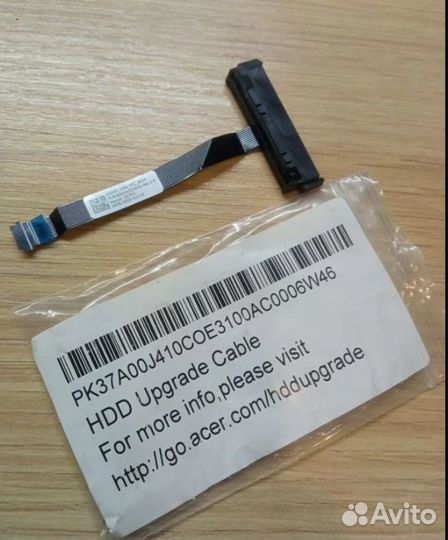 PK37A00J410COE3100AC0006W46
HDD Upgrade Cable
For more info,please visit
http://go.acer.com/hddupgrade
Avito